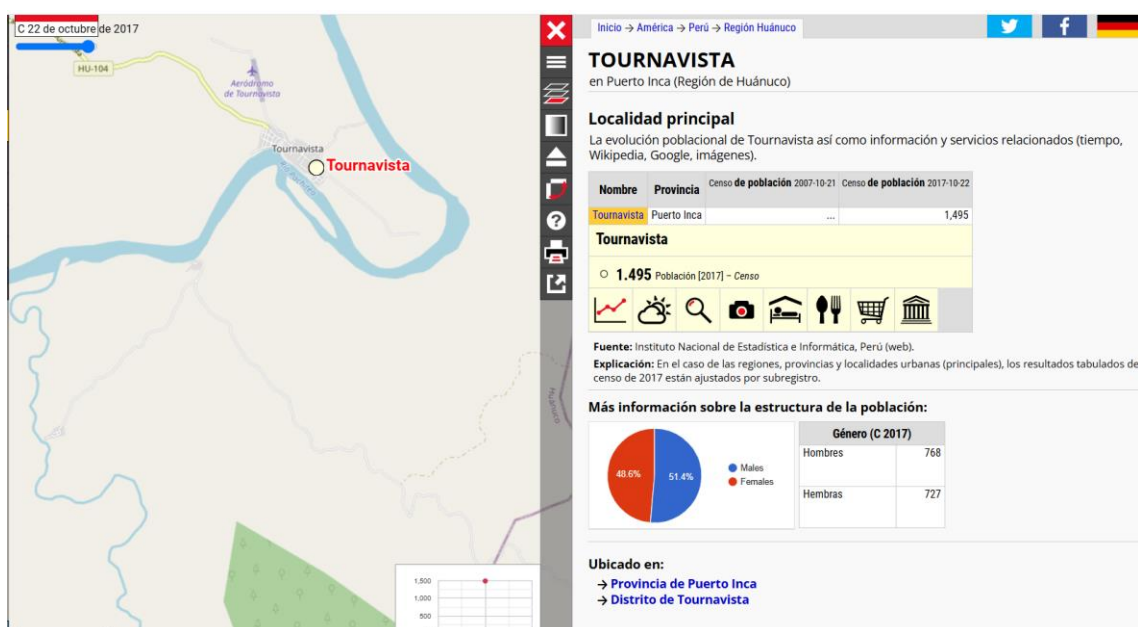 C 22 de octubre de 2017
HU-104
Aeródromo
de Tournavista
Tournavista
Tournavista
Río Pachitea
Huánuco
1,500
1,000
500
Inicio → América → Perú → Región Huánuco
TOURNAVISTA
en Puerto Inca (Región de Huánuco)
Localidad principal
La evolución poblacional de Tournavista así como información y servicios relacionados (tiempo,
Wikipedia, Google, imágenes).
Nombre Provincia Censo de población 2007-10-21 Censo de población 2017-10-22
Tournavista Puerto Inca ... 1,495
Tournavista
1.495 Población [2017] – Censo
Fuente: Instituto Nacional de Estadística e Informática, Perú (web).
Explicación: En el caso de las regiones, provincias y localidades urbanas (principales), los resultados tabulados de
censo de 2017 están ajustados por subregistro.
Más información sobre la estructura de la población:
48.6% 51.4%
Males
Females
Género (C 2017)
Hombres 768
Hembras 727
Ubicado en:
→ Provincia de Puerto Inca
→ Distrito de Tournavista